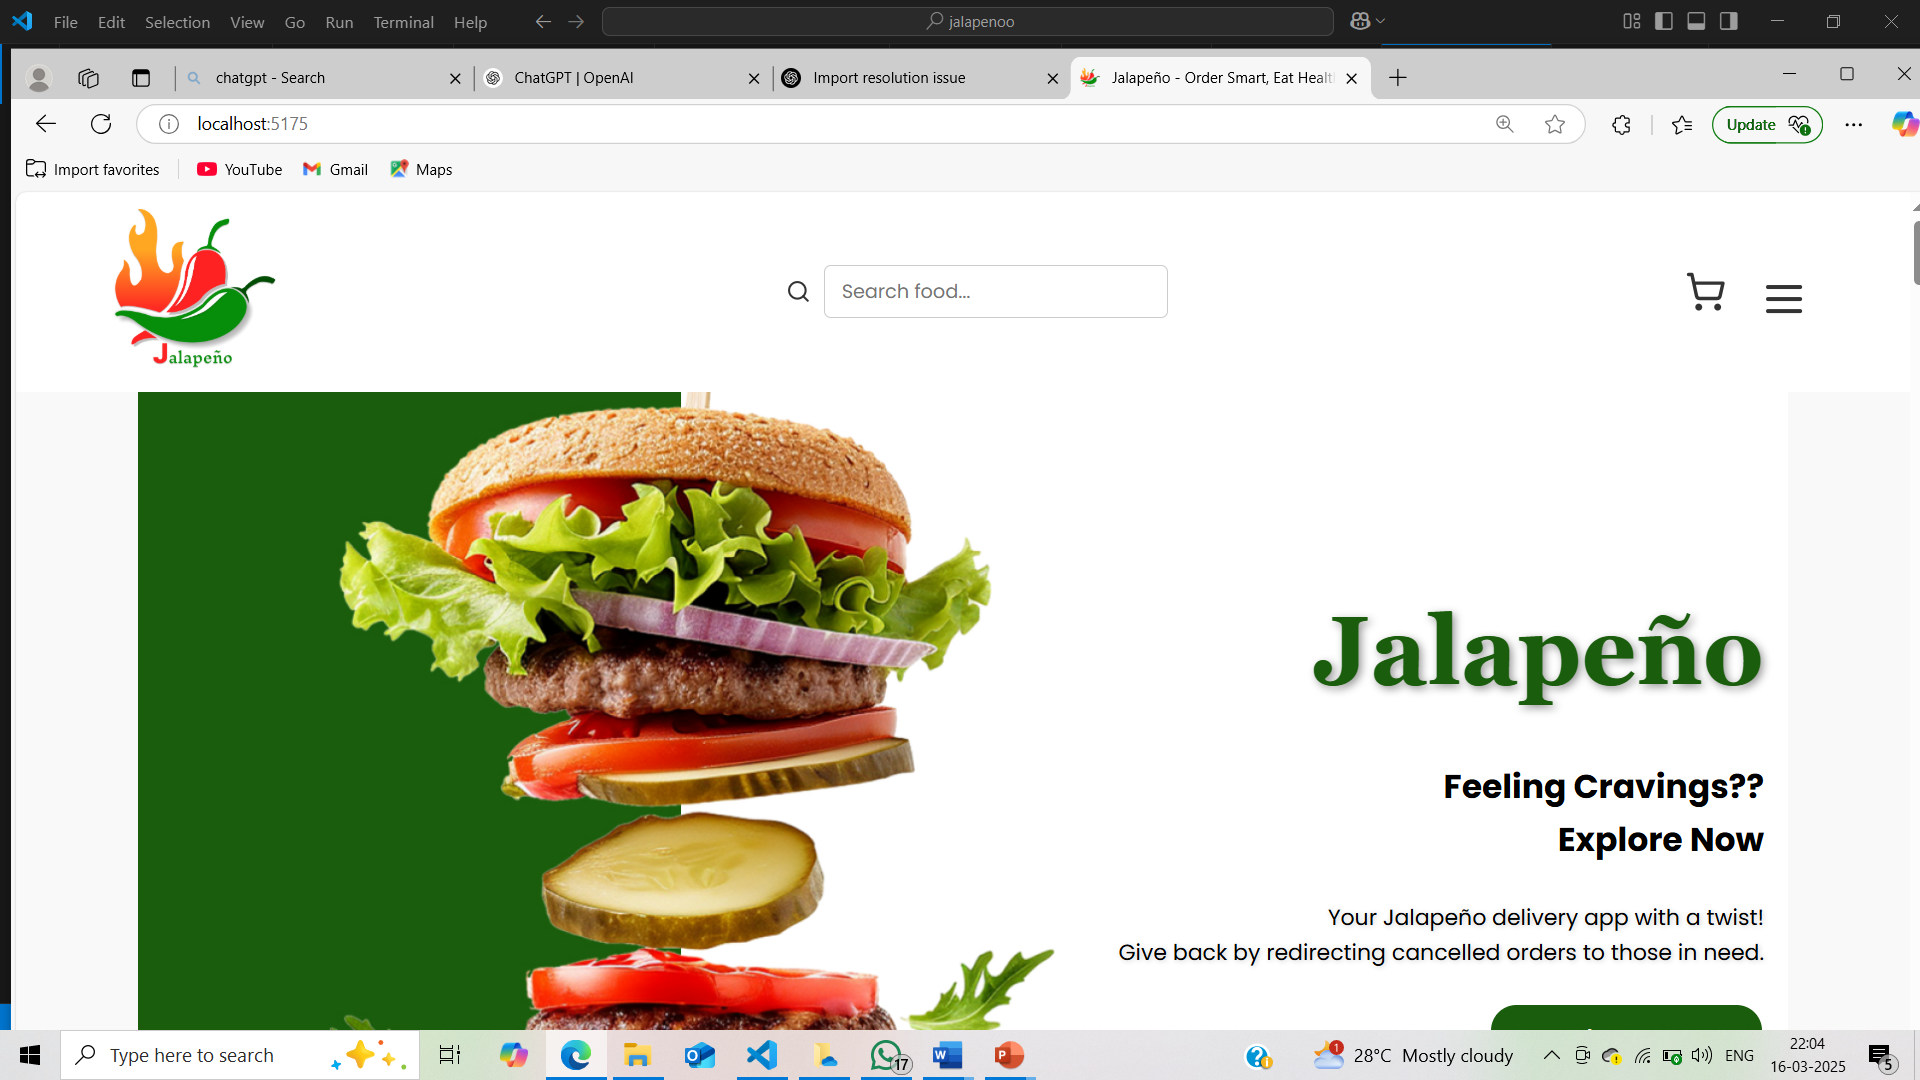 File Edit Selection View Go Run Terminal Help
jalapenoo
chatgpt - Search
ChatGPT | OpenAI
Import resolution issue
Jalapeño - Order Smart, Eat Healt
localhost:5175
Update
Import favorites
YouTube
Gmail
Maps
Jalapeño
Search food...
Jalapeño
Feeling Cravings??
Explore Now
Your Jalapeño delivery app with a twist!
Give back by redirecting cancelled orders to those in need.
Type here to search
17
1
28°C Mostly cloudy
ENG
22:04
16-03-2025
5